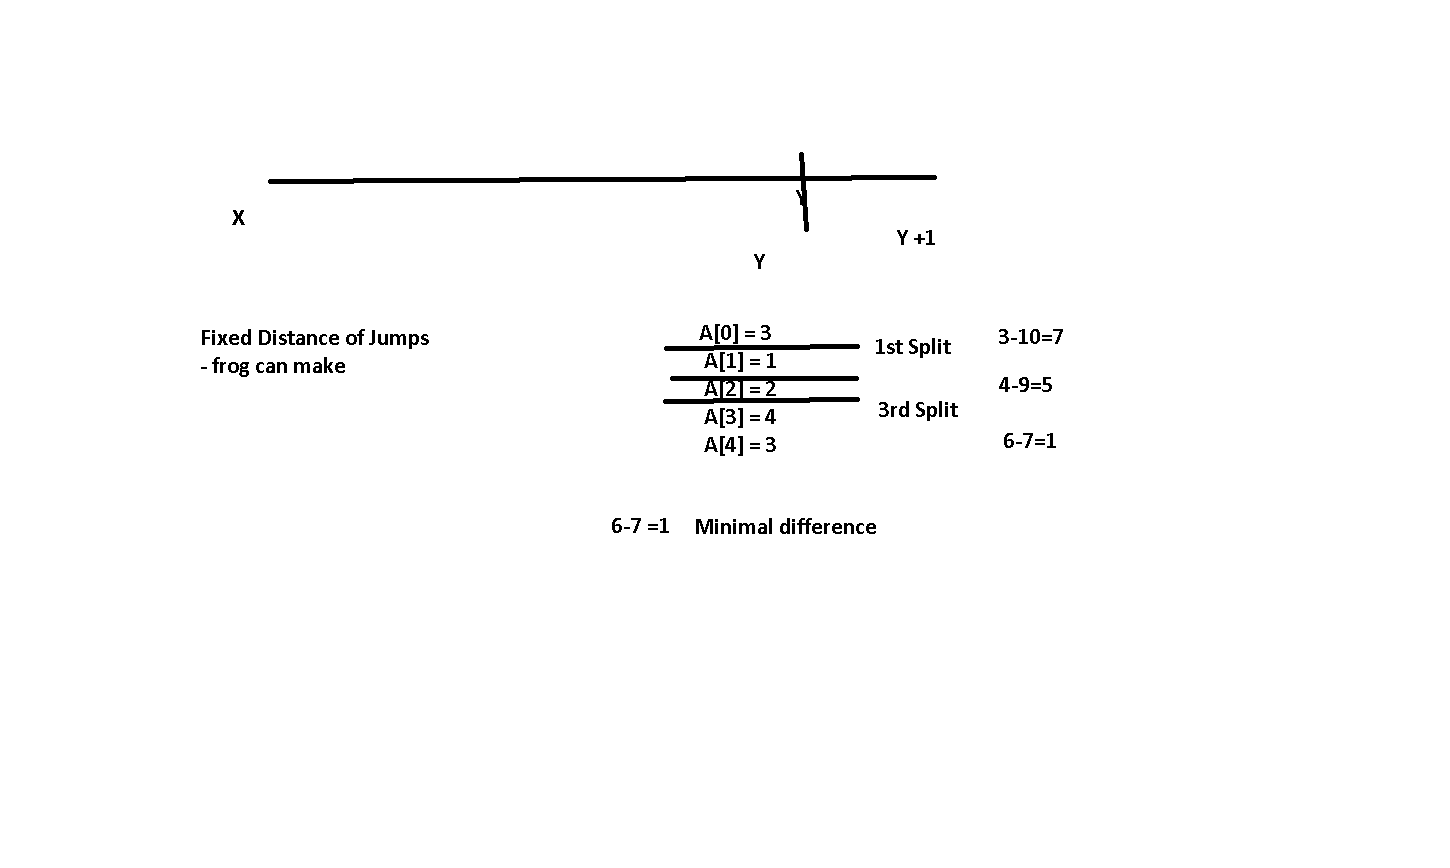 Y
X
Y +1
Y
Fixed Distance of Jumps
- frog can make
A[0] = 3
A[1] = 1
A[2] = 2
A[3] = 4
A[4] = 3
1st Split
3rd Split
3-10=7
4-9=5
6-7=1
6-7 =1 Minimal difference